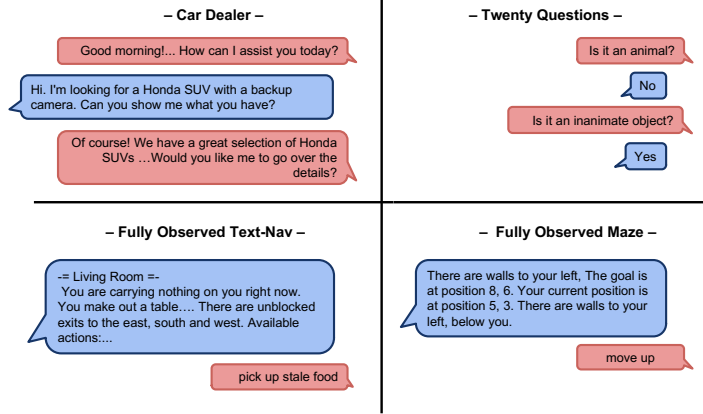 – Car Dealer –
Good morning!... How can I assist you today?
Hi. I'm looking for a Honda SUV with a backup
camera. Can you show me what you have?
Of course! We have a great selection of Honda
SUVs …Would you like me to go over the
details?
– Twenty Questions –
Is it an animal?
No
Is it an inanimate object?
Yes
– Fully Observed Text-Nav –
-= Living Room =-
You are carrying nothing on you right now.
You make out a table…. There are unblocked
exits to the east, south and west. Available
actions:...
pick up stale food
– Fully Observed Maze –
There are walls to your left, The goal is
at position 8, 6. Your current position is
at position 5, 3. There are walls to your
left, below you.
move up